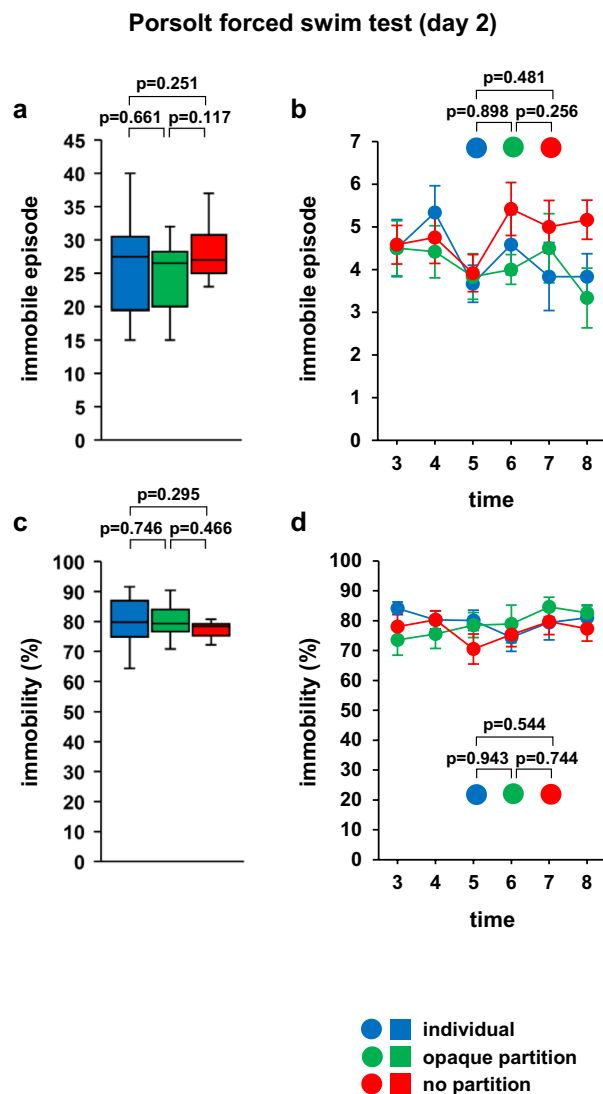 Porsolt forced swim test (day 2)
a
p=0.251
p=0.661 p=0.117
immobile episode
45
40
35
30
25
20
15
10
5
0
b
p=0.481
p=0.898 p=0.256
immobile episode
7
6
5
4
3
2
1
0
3 4 5 6 7 8
time
c
p=0.295
p=0.746 p=0.466
immobility (%)
100
90
80
70
60
50
40
30
20
10
0
d
immobility (%)
100
90
80
70
60
50
40
30
20
10
0
p=0.544
p=0.943 p=0.744
3 4 5 6 7 8
time
individual
opaque partition
no partition